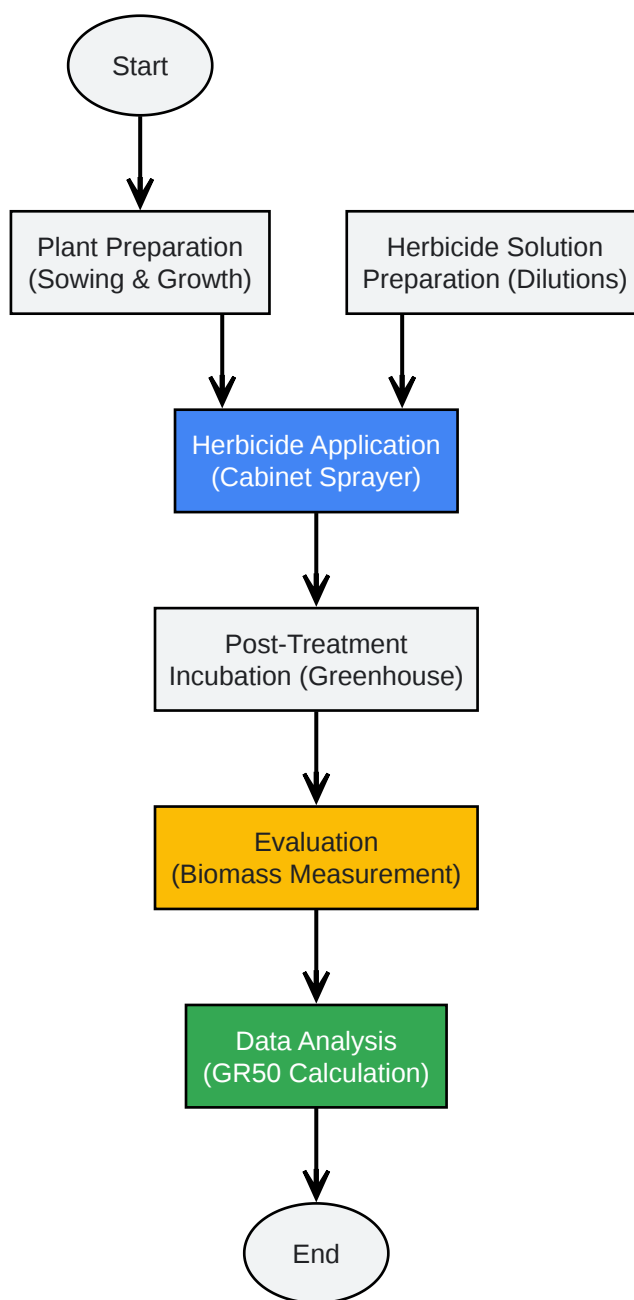 Start
Plant Preparation
(Sowing & Growth)
Herbicide Solution
Preparation (Dilutions)
Herbicide Application
(Cabinet Sprayer)
Post-Treatment
Incubation (Greenhouse)
Evaluation
(Biomass Measurement)
Data Analysis
(GR50 Calculation)
End